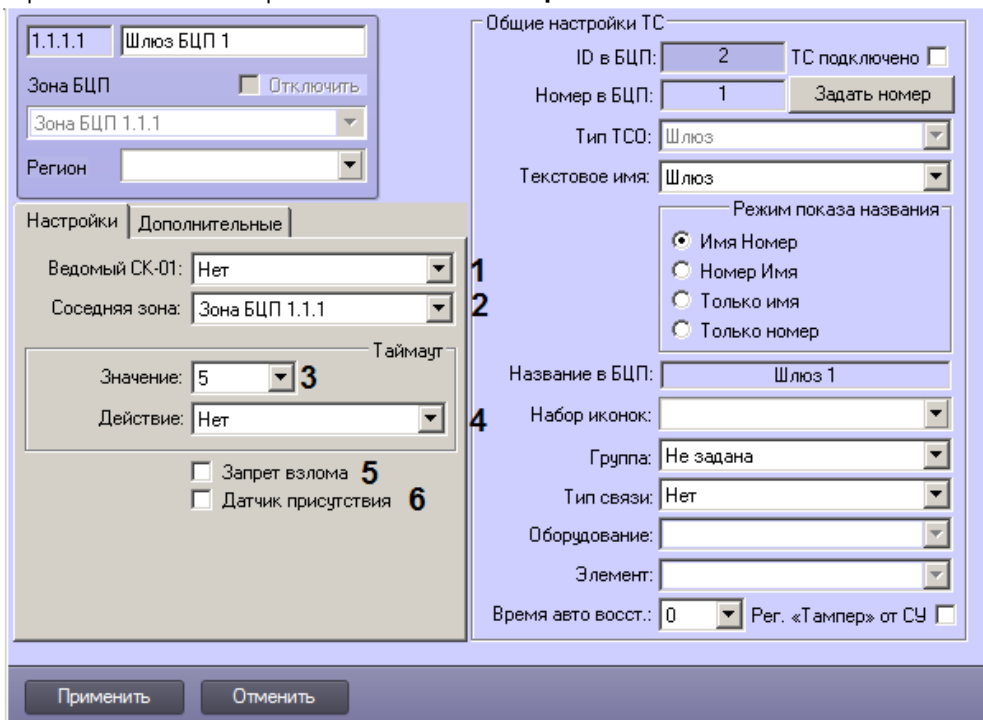 1.1.1.1 Шлюз БЦП 1
Зона БЦП Отключить
Зона БЦП 1.1.1
Регион
Настройки Дополнительные
Ведомый СК-01: Нет 1
Соседняя зона: Зона БЦП 1.1.1 2
Таймаут
Значение: 5 3
Действие: Нет 4
Запрет взлома 5
Датчик присутствия 6
Общие настройки ТС
ID в БЦП: 2 ТС подключено
Номер в БЦП: 1 Задать номер
Тип ТСО: Шлюз
Текстовое имя: Шлюз
Режим показа названия
Имя Номер
Номер Имя
Только имя
Только номер
Название в БЦП: Шлюз 1
Набор иконок:
Группа: Не задана
Тип связи: Нет
Оборудование:
Элемент:
Время авто восст.: 0 Рег. «Тампер» от СУ
Применить Отменить